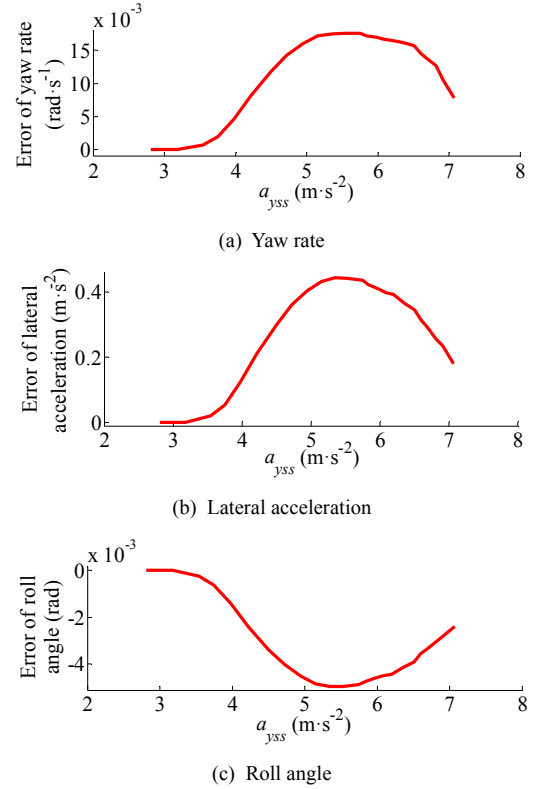 x 10⁻³
Error of yaw rate
(rad·s⁻¹)
15
10
5
0
2 3 4 5 6 7 8
a_yss (m·s⁻²)
(a) Yaw rate
Error of lateral
acceleration (m·s⁻²)
0.4
0.2
0
2 3 4 5 6 7 8
a_yss (m·s⁻²)
(b) Lateral acceleration
x 10⁻³
Error of roll
angle (rad)
0
-2
-4
2 3 4 5 6 7 8
a_yss (m·s⁻²)
(c) Roll angle